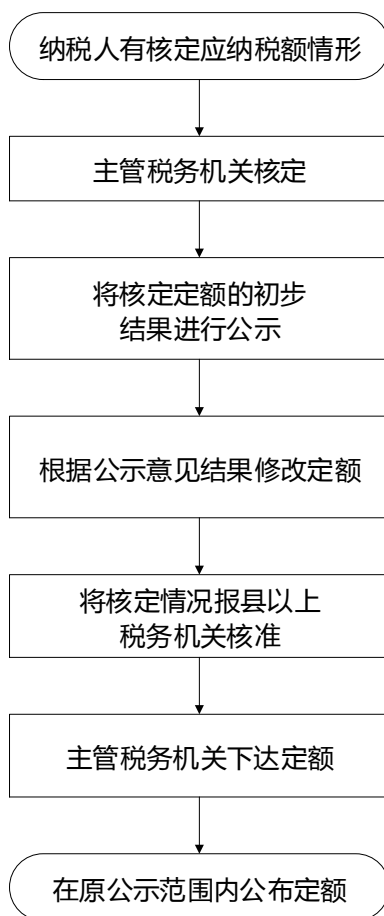 纳税人有核定应纳税额情形
主管税务机关核定
将核定定额的初步
结果进行公示
根据公示意见结果修改定额
将核定情况报县以上
税务机关核准
主管税务机关下达定额
在原公示范围内公布定额